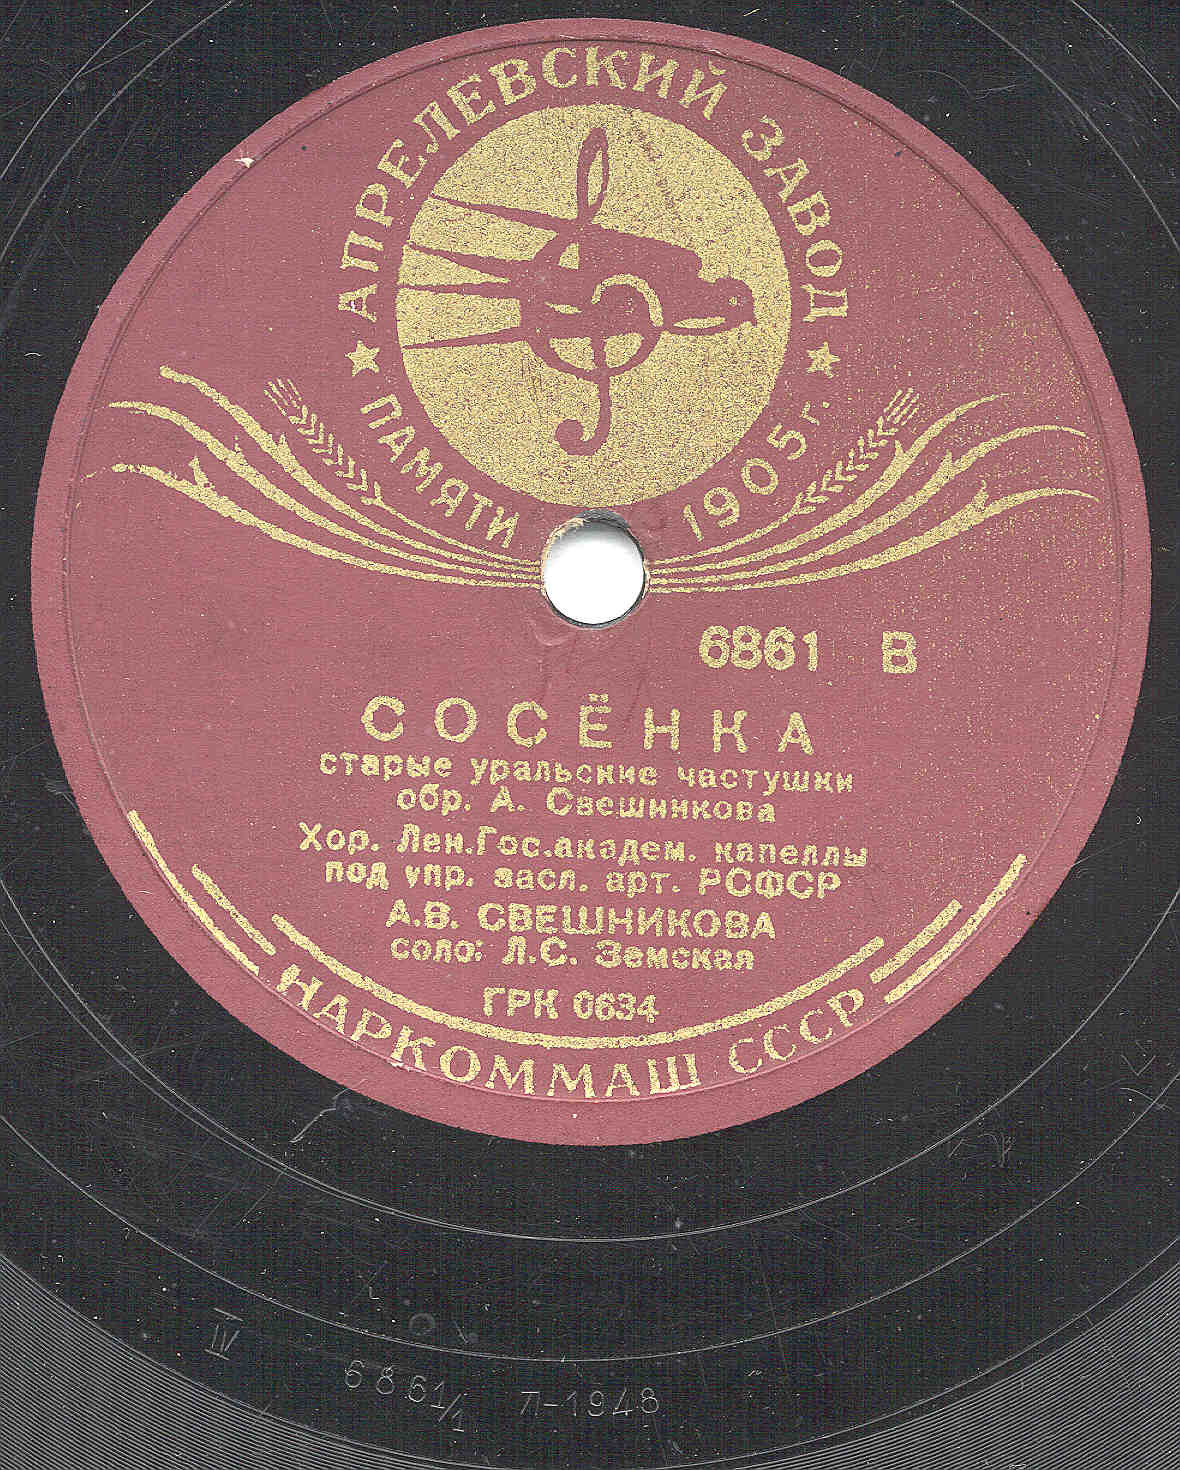 АПРЕЛЕВСКИЙ ЗАВОД
ПАМЯТИ 1905 г.
6861 В
СОСЁНКА
старые уральские частушки
обр. А. Свешникова
Хор. Лен.Гос.академ. капеллы
под упр. засл. арт. РСФСР
А.В. СВЕШНИКОВА
соло: Л.С. Земская
ГРК 0634
НАРКОММАШ СССР
IV 6861/1 Л-1948